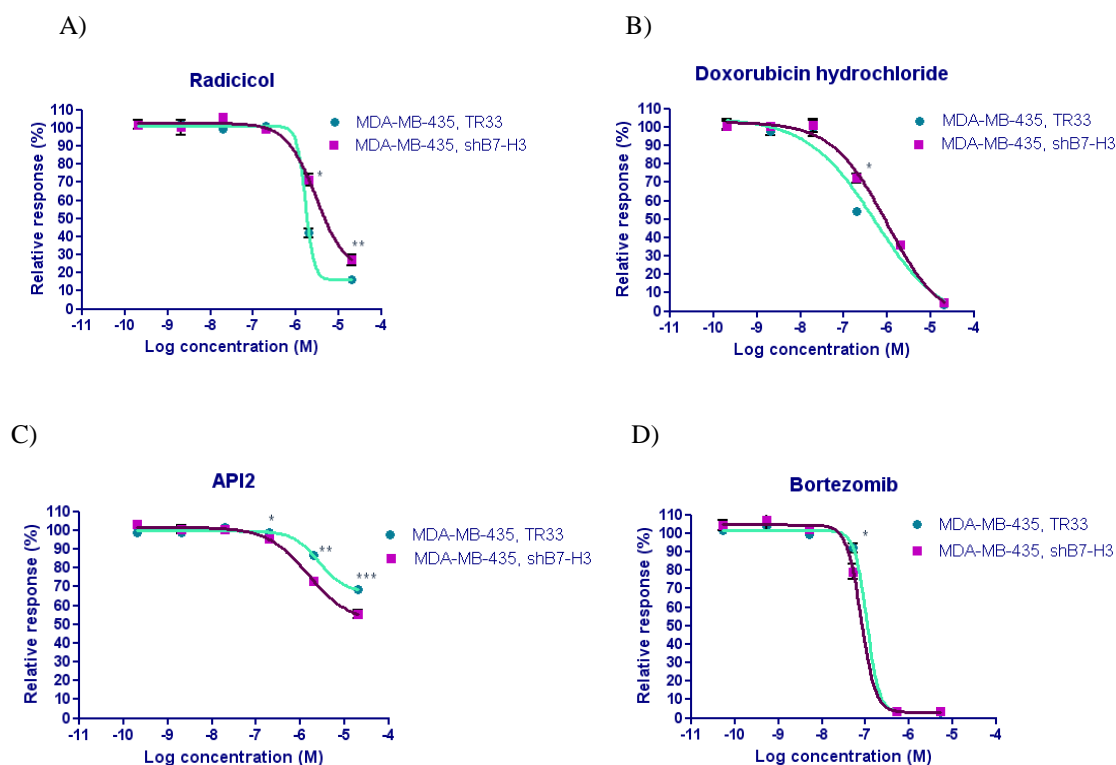 A)
Radicicol
Relative response (%)
110
100
90
80
70
60
50
40
30
20
10
0
-11 -10 -9 -8 -7 -6 -5 -4
Log concentration (M)
MDA-MB-435, TR33
MDA-MB-435, shB7-H3
*
**
B)
Doxorubicin hydrochloride
Relative response (%)
110
100
90
80
70
60
50
40
30
20
10
0
-11 -10 -9 -8 -7 -6 -5 -4
Log concentration (M)
MDA-MB-435, TR33
MDA-MB-435, shB7-H3
*
C)
API2
Relative response (%)
110
100
90
80
70
60
50
40
30
20
10
0
-11 -10 -9 -8 -7 -6 -5 -4
Log concentration (M)
MDA-MB-435, TR33
MDA-MB-435, shB7-H3
*
**
***
D)
Bortezomib
Relative response (%)
110
100
90
80
70
60
50
40
30
20
10
0
-11 -10 -9 -8 -7 -6 -5 -4
Log concentration (M)
MDA-MB-435, TR33
MDA-MB-435, shB7-H3
*